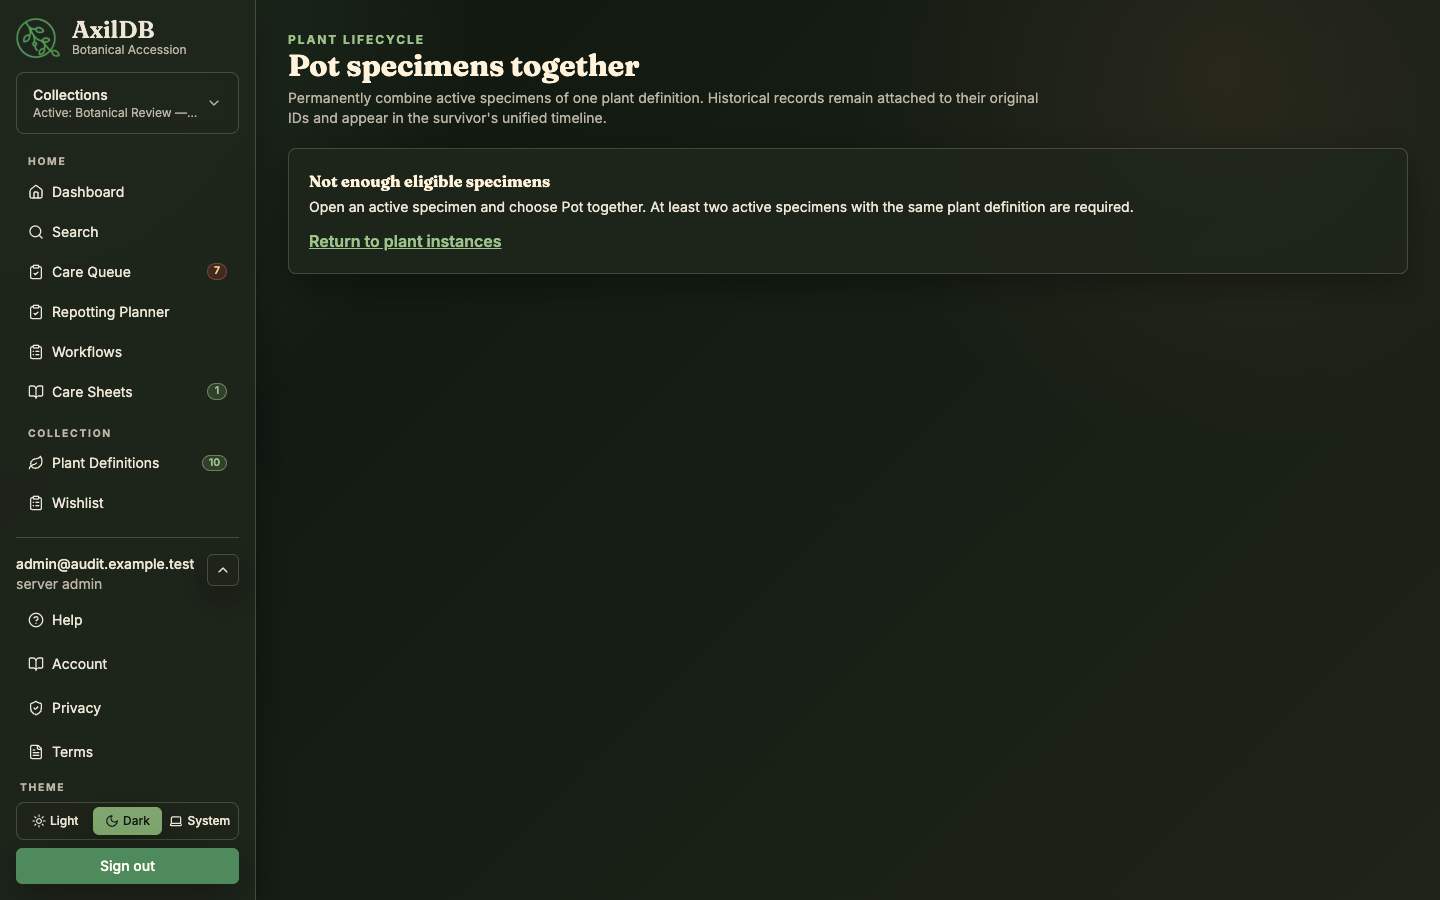 AxilDB
Botanical Accession
Collections
Active: Botanical Review —...
HOME
Dashboard
Search
Care Queue 7
Repotting Planner
Workflows
Care Sheets 1
COLLECTION
Plant Definitions 10
Wishlist
admin@audit.example.test
server admin
Help
Account
Privacy
Terms
THEME
Light Dark System
Sign out
PLANT LIFECYCLE
Pot specimens together
Permanently combine active specimens of one plant definition. Historical records remain attached to their original
IDs and appear in the survivor's unified timeline.
Not enough eligible specimens
Open an active specimen and choose Pot together. At least two active specimens with the same plant definition are required.
Return to plant instances